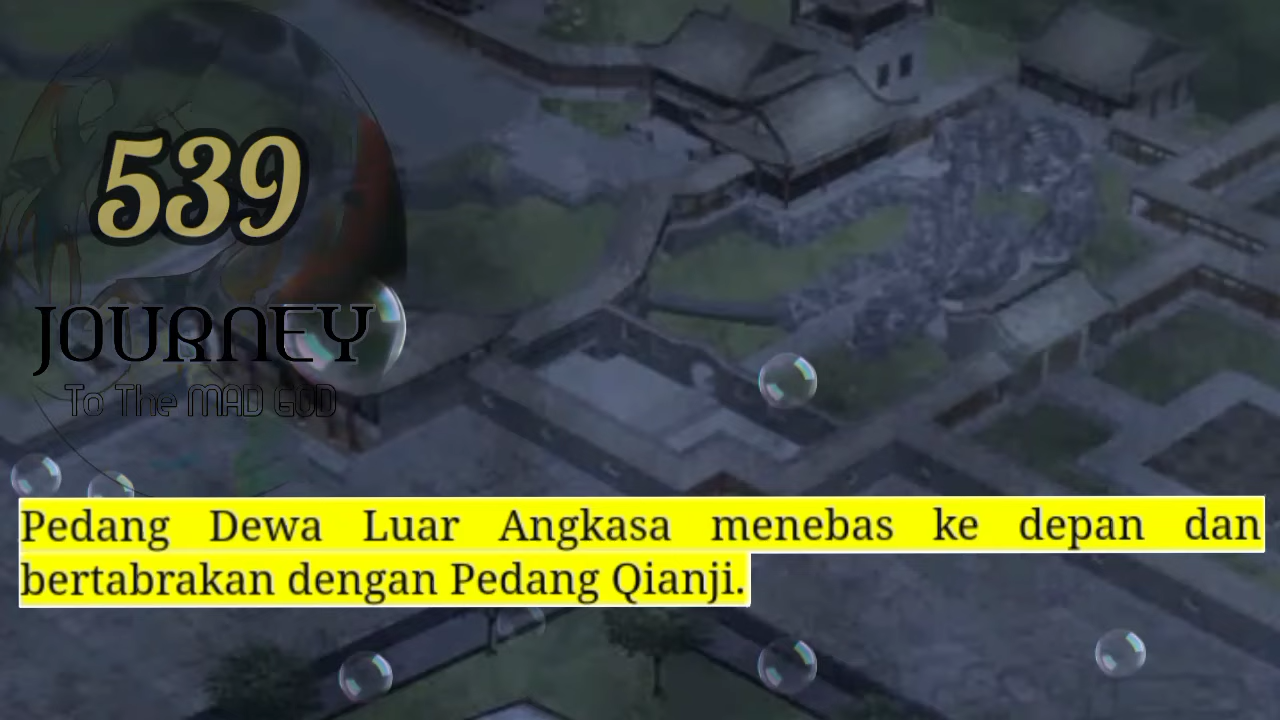 539
JOURNEY
To The MAD GOD
Pedang Dewa Luar Angkasa menebas ke depan dan
bertabrakan dengan Pedang Qianji.